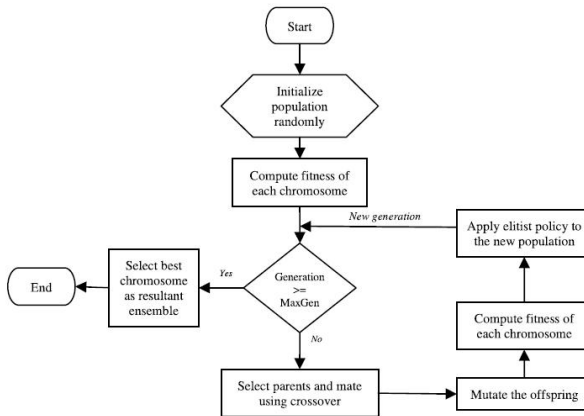 Start
Initialize
population
randomly
Compute fitness of
each chromosome
New generation
Apply elitist policy to
the new population
End
Select best
chromosome
as resultant
ensemble
Yes
Generation
>=
MaxGen
Compute fitness of
each chromosome
No
Select parents and mate
using crossover
Mutate the offspring